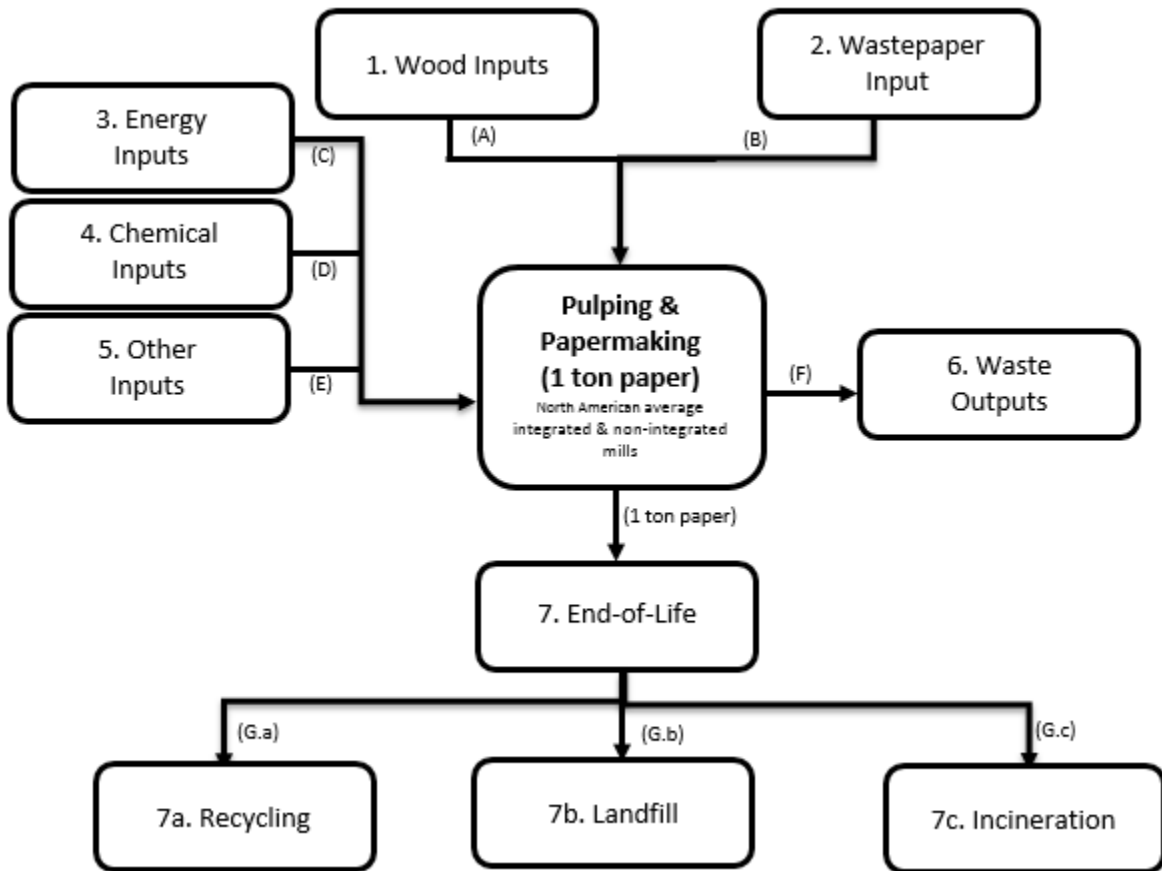 1. Wood Inputs
2. Wastepaper
Input
3. Energy
Inputs
(A)
(B)
(C)
4. Chemical
Inputs
(D)
5. Other
Inputs
(E)
Pulping &
Papermaking
(1 ton paper)
North American average
integrated & non-integrated
mills
(F)
6. Waste
Outputs
(1 ton paper)
7. End-of-Life
(G.a)
(G.b)
(G.c)
7a. Recycling
7b. Landfill
7c. Incineration